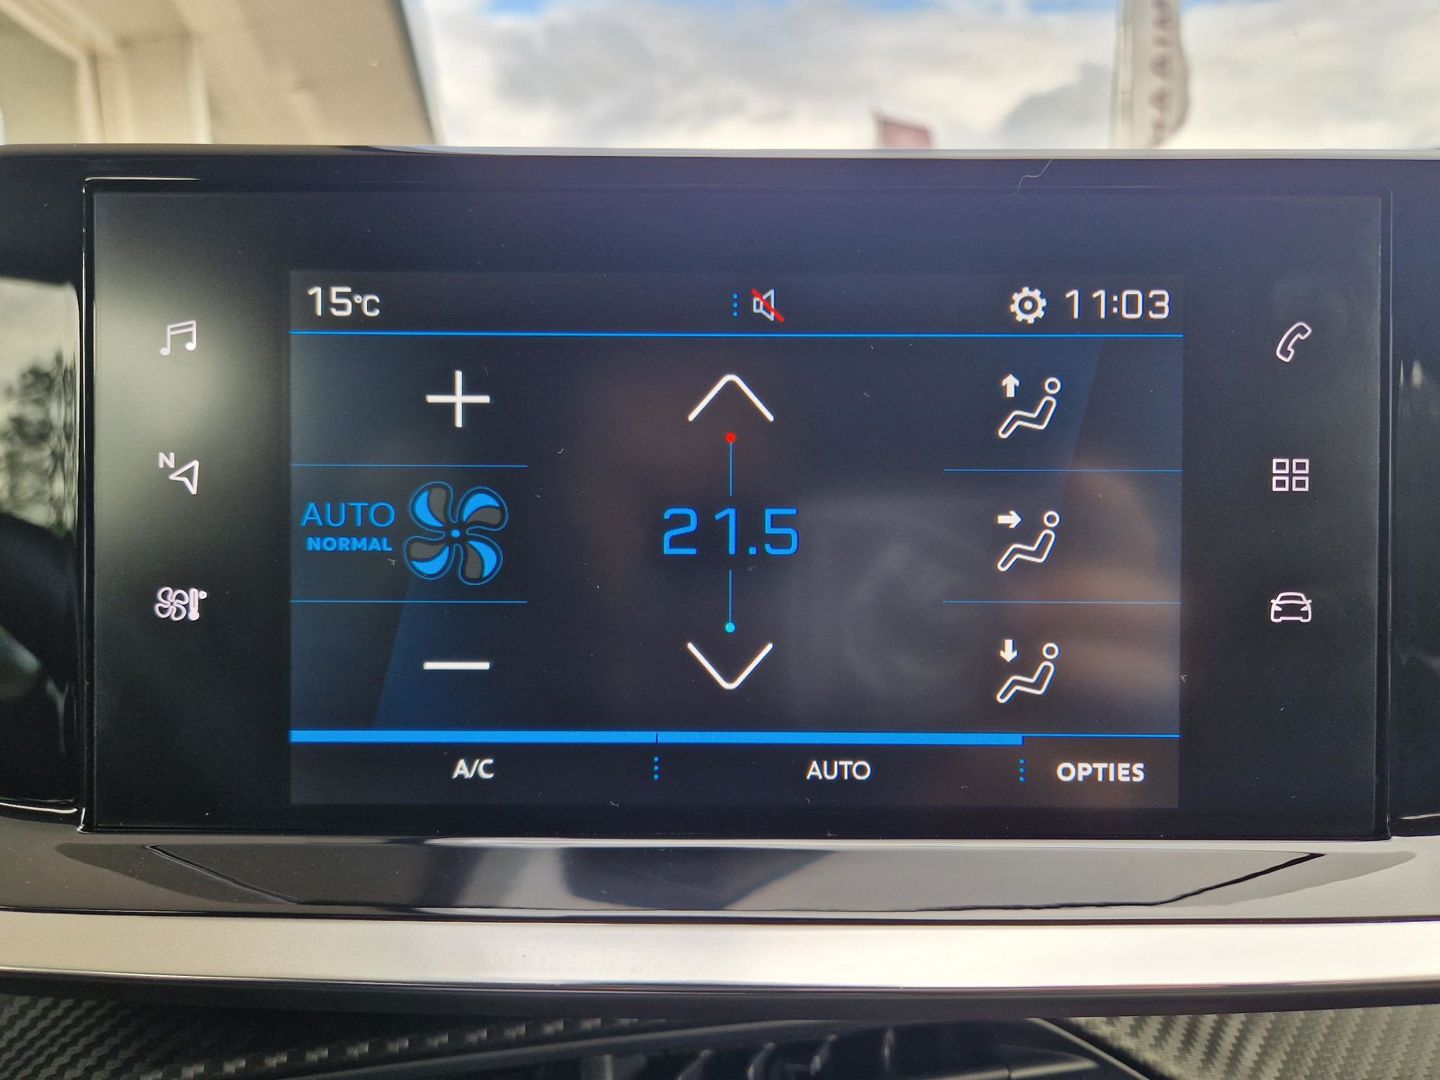 15°C 11:03
N
AUTO
NORMAL
21.5
A/C AUTO OPTIES